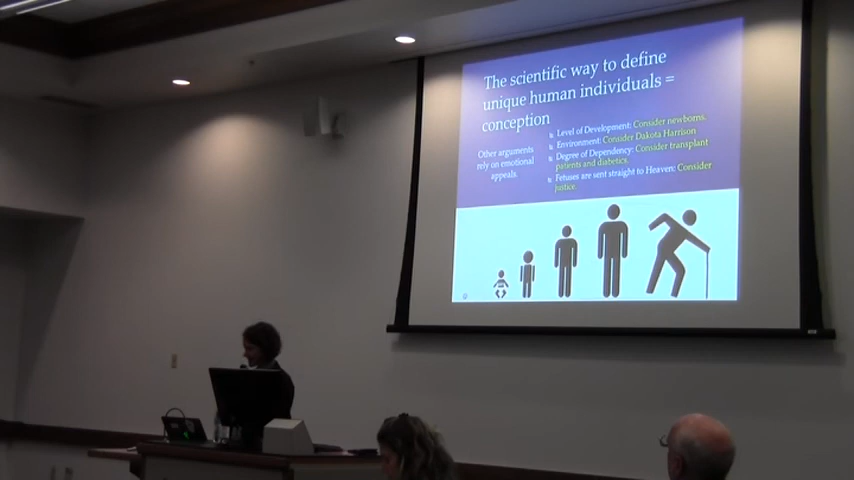 The scientific way to define
unique human individuals =
conception
Other arguments
rely on emotional
appeals.
Level of Development: Consider newborns.
Environment: Consider Dakota Harrison
Degree of Dependency: Consider transplant
patients and diabetics.
Fetuses are sent straight to Heaven: Consider
justice.